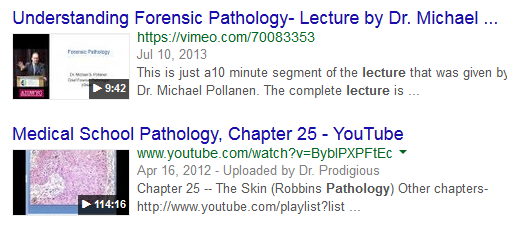 Understanding Forensic Pathology- Lecture by Dr. Michael ...
https://vimeo.com/70083353
Jul 10, 2013
This is just a10 minute segment of the lecture that was given by
Dr. Michael Pollanen. The complete lecture is ...
Forensic Pathology
9:42
Medical School Pathology, Chapter 25 - YouTube
www.youtube.com/watch?v=ByblPXPFtEc
Apr 16, 2012 - Uploaded by Dr. Prodigious
Chapter 25 -- The Skin (Robbins Pathology) Other chapters-
http://www.youtube.com/playlist?list ...
114:16